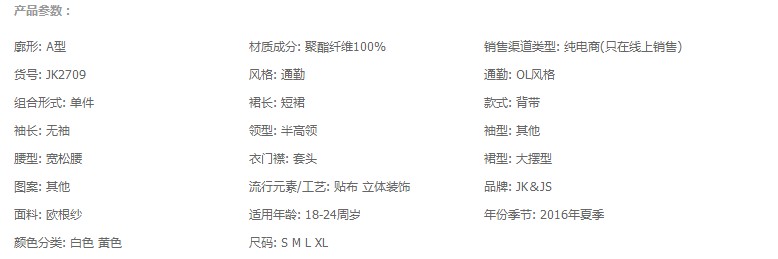 产品参数：
廓形: A型 材质成分: 聚酯纤维100% 销售渠道类型: 纯电商(只在线上销售)
货号: JK2709 风格: 通勤 通勤: OL风格
组合形式: 单件 裙长: 短裙 款式: 背带
袖长: 无袖 领型: 半高领 袖型: 其他
腰型: 宽松腰 衣门襟: 套头 裙型: 大摆型
图案: 其他 流行元素/工艺: 贴布 立体装饰 品牌: JK&JS
面料: 欧根纱 适用年龄: 18-24周岁 年份季节: 2016年夏季
颜色分类: 白色 黄色 尺码: S M L XL